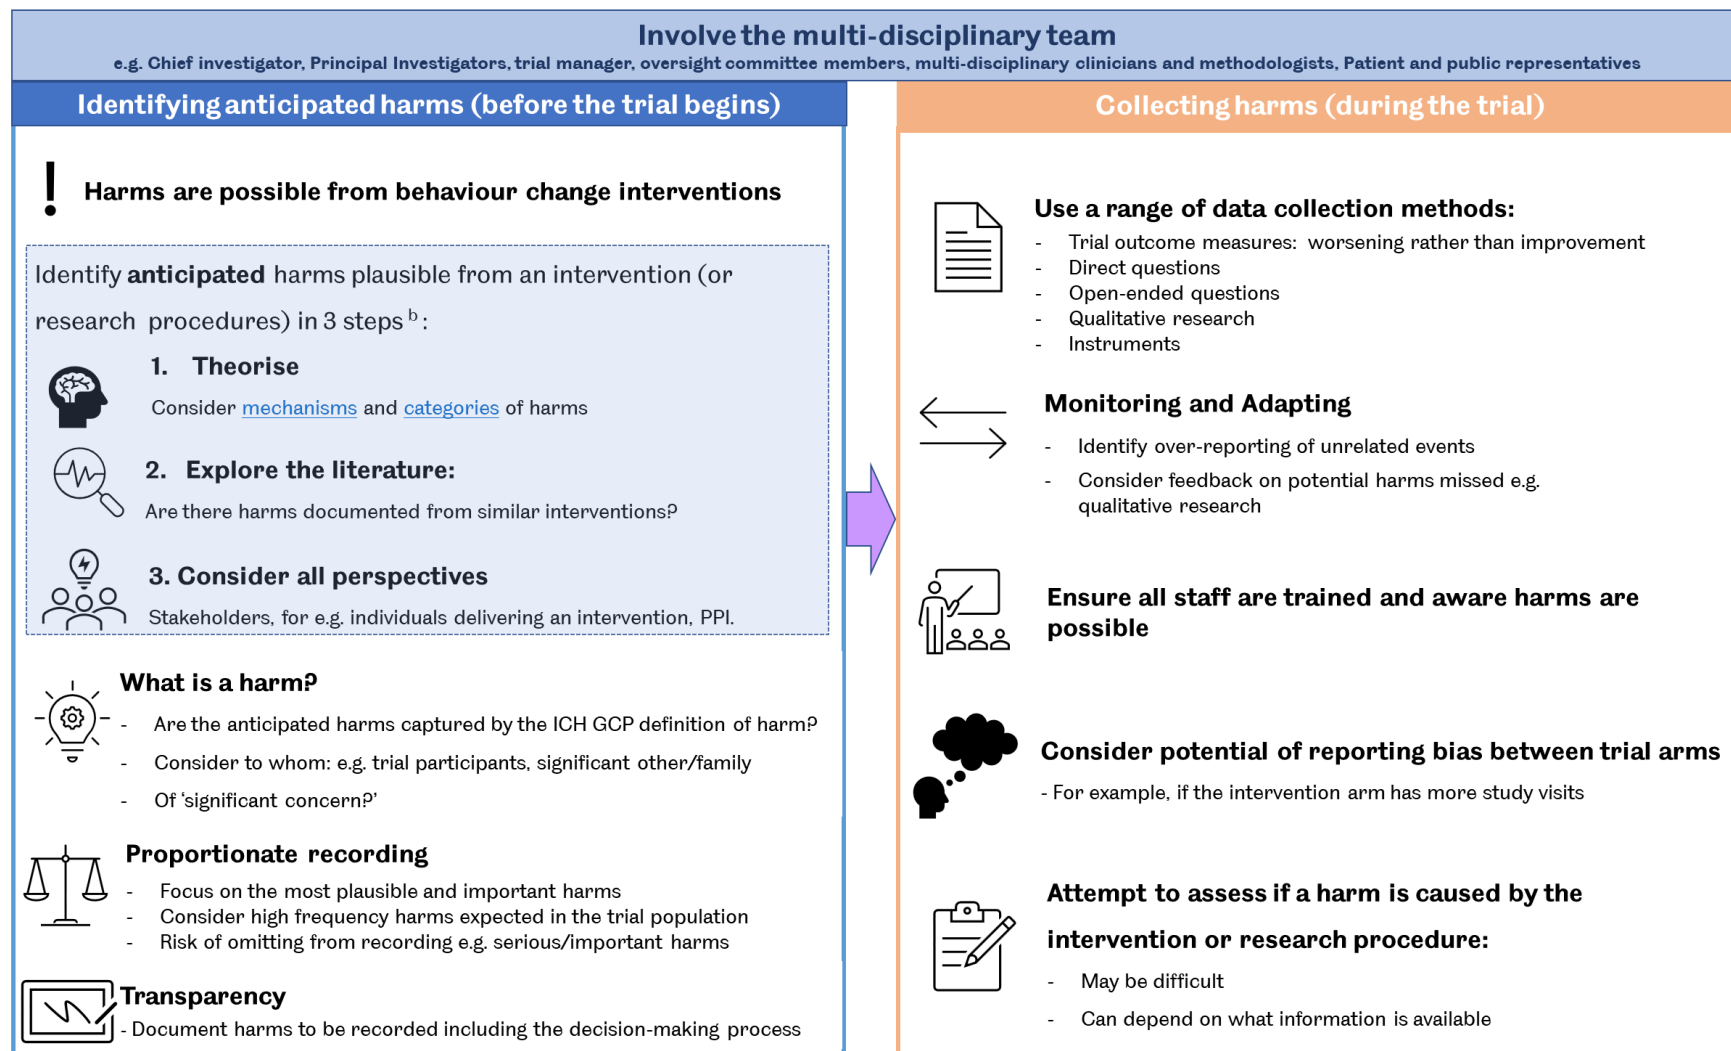 Involve the multi-disciplinary team
e.g. Chief investigator, Principal Investigators, trial manager, oversight committee members, multi-disciplinary clinicians and methodologists, Patient and public representatives
Identifying anticipated harms (before the trial begins)
! Harms are possible from behaviour change interventions
Identify anticipated harms plausible from an intervention (or
research procedures) in 3 steps b :
1. Theorise
Consider mechanisms and categories of harms
2. Explore the literature:
Are there harms documented from similar interventions?
3. Consider all perspectives
Stakeholders, for e.g. individuals delivering an intervention, PPI.
What is a harm?
- Are the anticipated harms captured by the ICH GCP definition of harm?
- Consider to whom: e.g. trial participants, significant other/family
- Of ‘significant concern?’
Proportionate recording
- Focus on the most plausible and important harms
- Consider high frequency harms expected in the trial population
- Risk of omitting from recording e.g. serious/important harms
Transparency
- Document harms to be recorded including the decision-making process
Collecting harms (during the trial)
Use a range of data collection methods:
- Trial outcome measures: worsening rather than improvement
- Direct questions
- Open-ended questions
- Qualitative research
- Instruments
Monitoring and Adapting
- Identify over-reporting of unrelated events
- Consider feedback on potential harms missed e.g.
qualitative research
Ensure all staff are trained and aware harms are
possible
Consider potential of reporting bias between trial arms
- For example, if the intervention arm has more study visits
Attempt to assess if a harm is caused by the
intervention or research procedure:
- May be difficult
- Can depend on what information is available